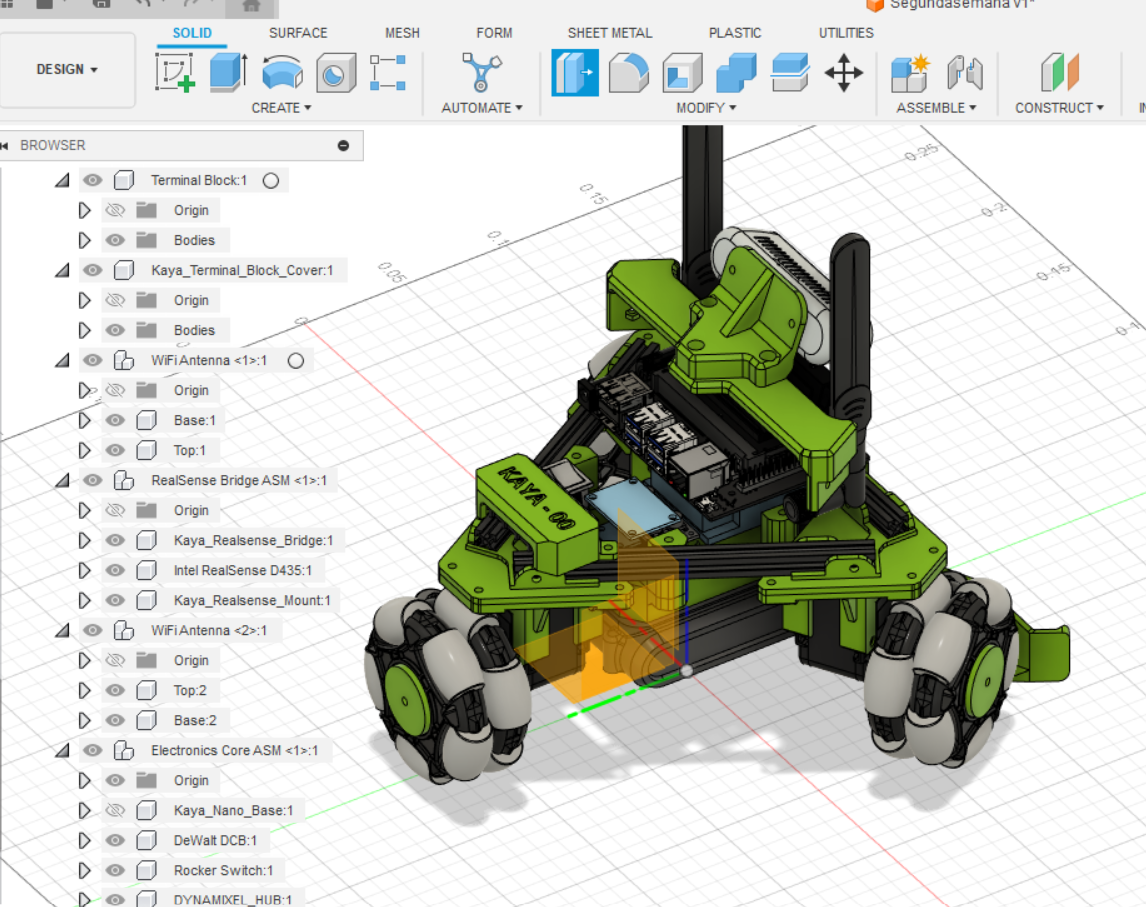 Segundasemana v1*
SOLID SURFACE MESH FORM SHEET METAL PLASTIC UTILITIES
DESIGN ▾
CREATE ▾ AUTOMATE ▾ MODIFY ▾ ASSEMBLE ▾ CONSTRUCT ▾
BROWSER
Terminal Block:1
Origin
Bodies
Kaya_Terminal_Block_Cover:1
Origin
Bodies
WiFi Antenna <1>:1
Origin
Base:1
Top:1
RealSense Bridge ASM <1>:1
Origin
Kaya_Realsense_Bridge:1
Intel RealSense D435:1
Kaya_Realsense_Mount:1
WiFi Antenna <2>:1
Origin
Top:2
Base:2
Electronics Core ASM <1>:1
Origin
Kaya_Nano_Base:1
DeWalt DCB:1
Rocker Switch:1
DYNAMIXEL_HUB:1
0.25
0.15
0.2
0.1
0.15
0.05
0
KAYA-00